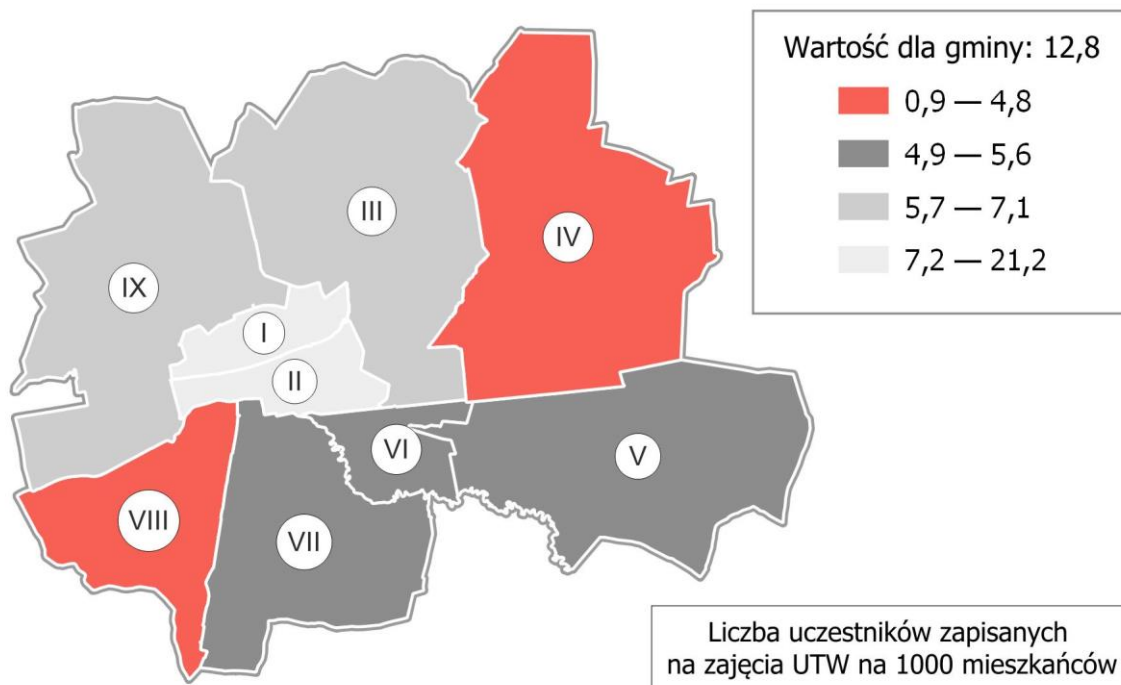 Wartość dla gminy: 12,8
0,9 — 4,8
4,9 — 5,6
5,7 — 7,1
7,2 — 21,2
III
IV
IX
I
II
VI
V
VIII
VII
Liczba uczestników zapisanych
na zajęcia UTW na 1000 mieszkańców